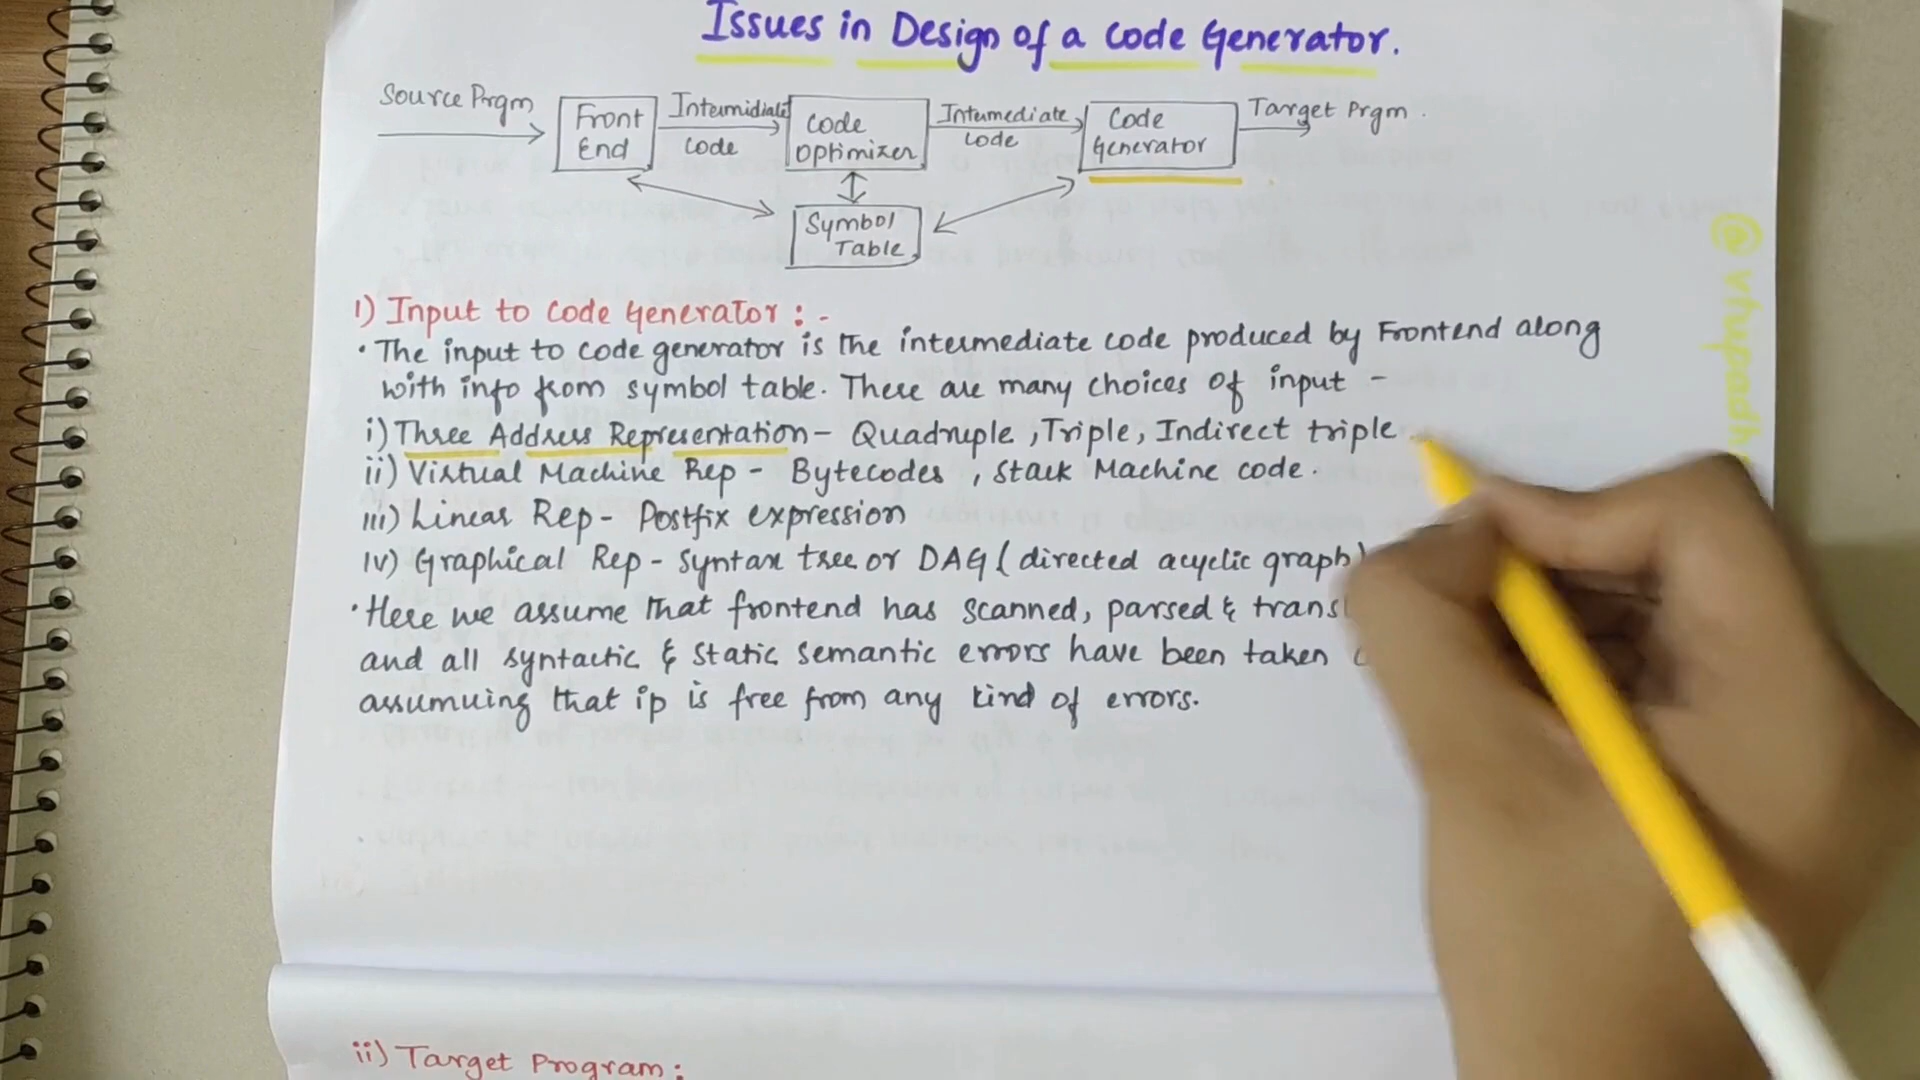 Issues in Design of a Code Generator.
Source Prgm
Front
End
Intermidiate
code
Code
Optimizer
Intermediate
code
Code
Generator
Target Prgm.
Symbol
Table
1) Input to Code Generator : -
• The input to code generator is the intermediate code produced by Frontend along
with info from symbol table. There are many choices of input -
i) Three Address Representation - Quadruple , Triple, Indirect triple
ii) Virtual Machine Rep - Bytecodes , Stack Machine code.
iii) Linear Rep - Postfix expression
iv) Graphical Rep - Syntax tree or DAG ( directed acyclic graph)
• Here we assume that frontend has scanned, parsed & transl
and all syntactic & static semantic errors have been taken
assumuing that ip is free from any kind of errors.
ii) Target Program :
@ vtupadh